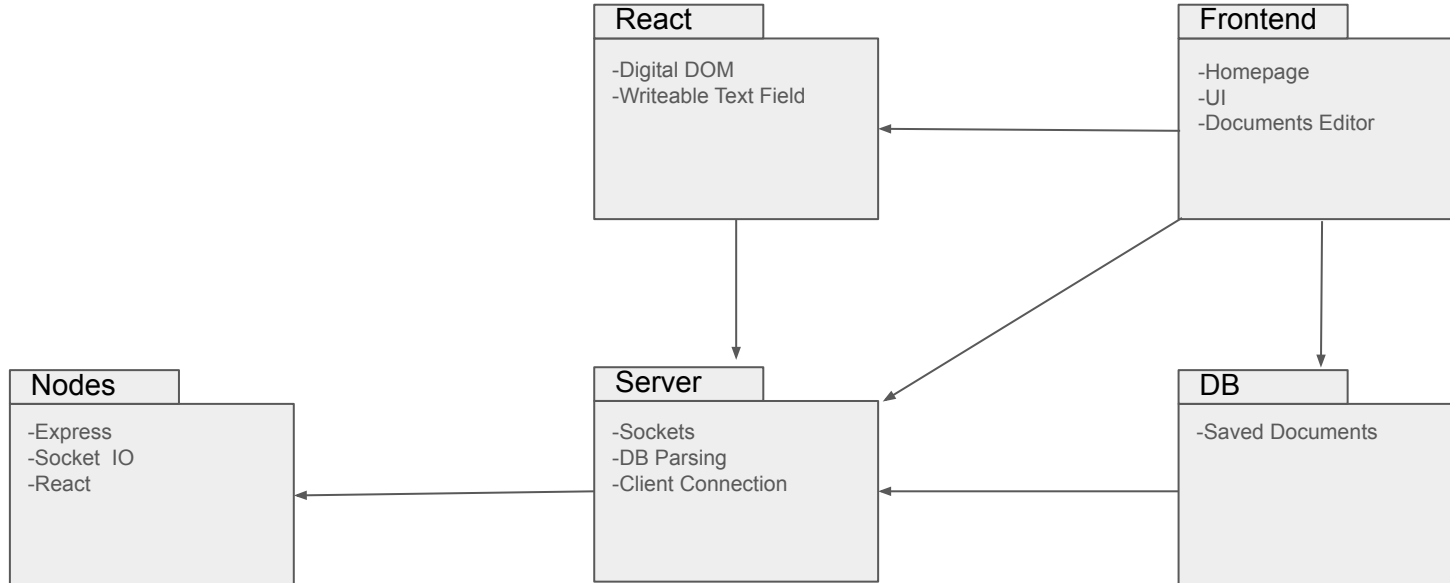 React
-Digital DOM
-Writeable Text Field
Frontend
-Homepage
-UI
-Documents Editor
Nodes
-Express
-Socket IO
-React
Server
-Sockets
-DB Parsing
-Client Connection
DB
-Saved Documents